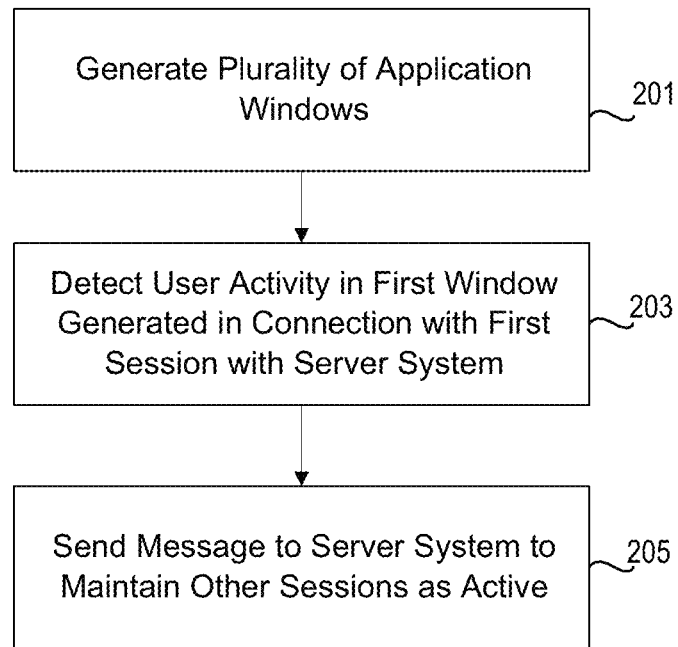 Generate Plurality of Application
Windows
201
Detect User Activity in First Window
Generated in Connection with First
Session with Server System
203
Send Message to Server System to
Maintain Other Sessions as Active
205